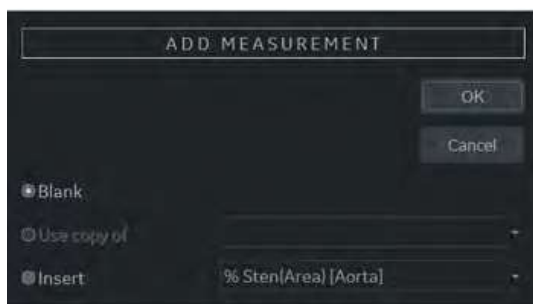 ADD MEASUREMENT
OK
Cancel
Blank
Use copy of
Insert % Sten(Area) [Aorta]